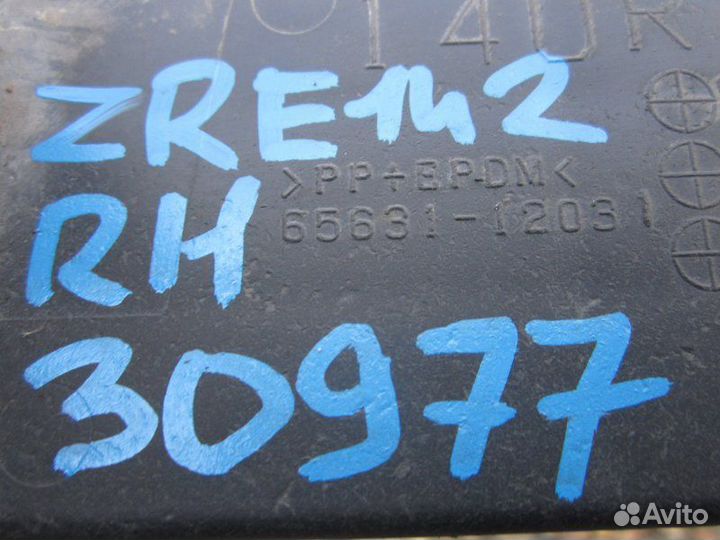 140R
ZRE142
RH
>PP+EPDM<
65631-12031
30977
Avito